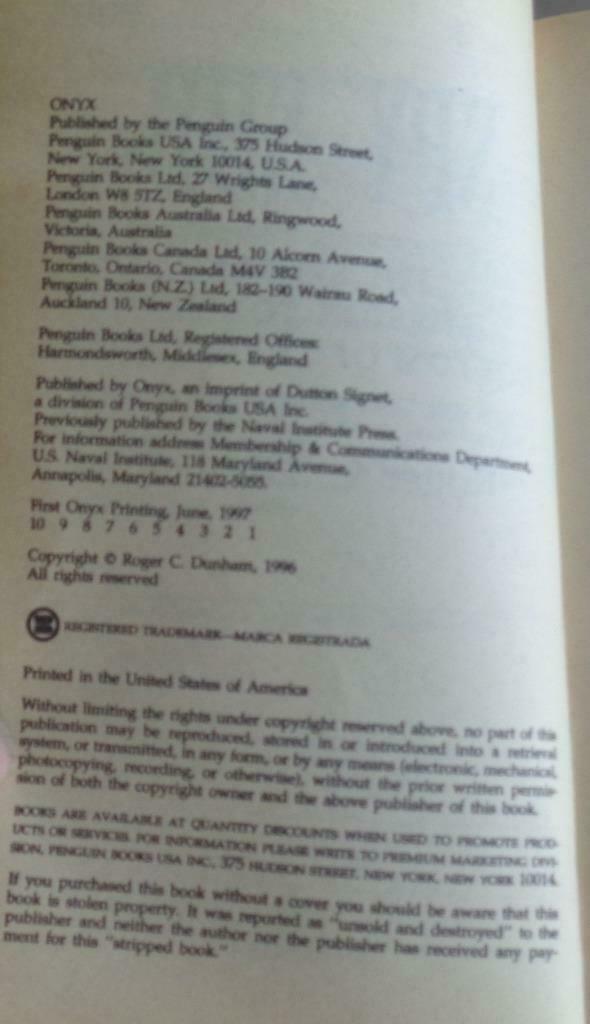 ONYX
Published by the Penguin Group
Penguin Books USA Inc., 375 Hudson Street,
New York, New York 10014, U.S.A.
Penguin Books Ltd, 27 Wrights Lane,
London W8 5TZ, England
Penguin Books Australia Ltd, Ringwood,
Victoria, Australia
Penguin Books Canada Ltd, 10 Alcorn Avenue,
Toronto, Ontario, Canada M4V 3B2
Penguin Books (N.Z.) Ltd, 182–190 Wairau Road,
Auckland 10, New Zealand
Penguin Books Ltd, Registered Offices:
Harmondsworth, Middlesex, England
Published by Onyx, an imprint of Dutton Signet,
a division of Penguin Books USA Inc.
Previously published by the Naval Institute Press.
For information address Membership & Communications Department,
U.S. Naval Institute, 118 Maryland Avenue,
Annapolis, Maryland 21402-5035.
First Onyx Printing, June, 1997
10 9 8 7 6 5 4 3 2 1
Copyright © Roger C. Dunham, 1996
All rights reserved
REGISTERED TRADEMARK—MARCA REGISTRADA
Printed in the United States of America
Without limiting the rights under copyright reserved above, no part of this
publication may be reproduced, stored in or introduced into a retrieval
system, or transmitted, in any form, or by any means (electronic, mechanical,
photocopying, recording, or otherwise), without the prior written permis-
sion of both the copyright owner and the above publisher of this book.
BOOKS ARE AVAILABLE AT QUANTITY DISCOUNTS WHEN USED TO PROMOTE PROD-
UCTS OR SERVICES. FOR INFORMATION PLEASE WRITE TO PREMIUM MARKETING DIVI-
SION, PENGUIN BOOKS USA INC., 375 HUDSON STREET, NEW YORK, NEW YORK 10014.
If you purchased this book without a cover you should be aware that this
book is stolen property. It was reported as "unsold and destroyed" to the
publisher and neither the author nor the publisher has received any pay-
ment for this "stripped book."